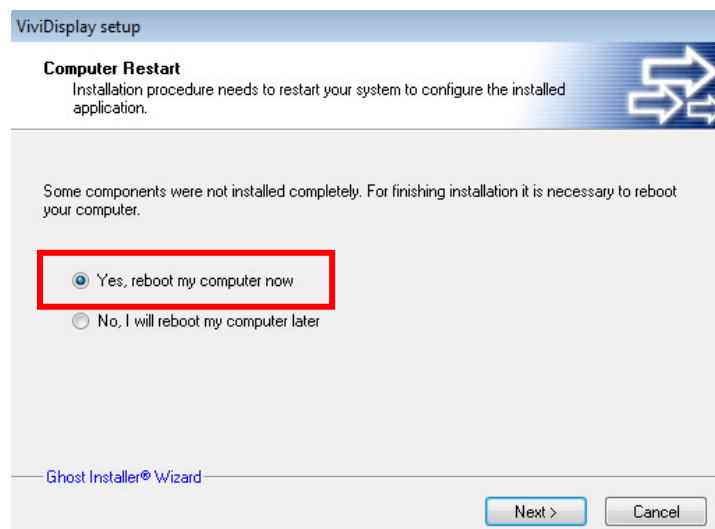 ViviDisplay setup
Computer Restart
Installation procedure needs to restart your system to configure the installed
application.
Some components were not installed completely. For finishing installation it is necessary to reboot
your computer.
Yes, reboot my computer now
No, I will reboot my computer later
Ghost Installer® Wizard
Next >
Cancel